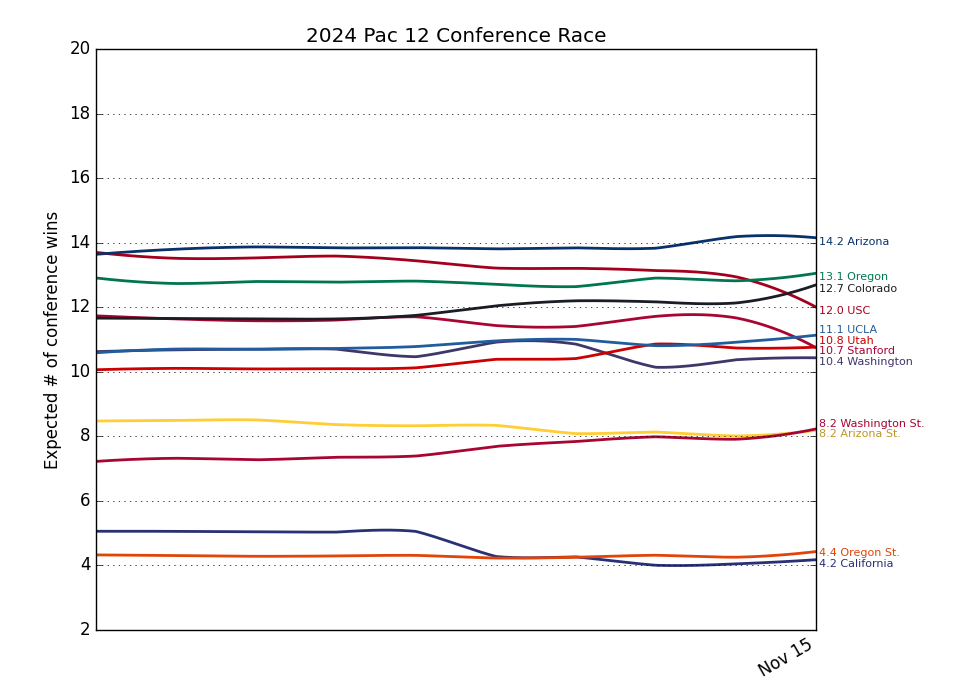 2024 Pac 12 Conference Race
Expected # of conference wins
20
18
16
14
12
10
8
6
4
2
14.2 Arizona
13.1 Oregon
12.7 Colorado
12.0 USC
11.1 UCLA
10.8 Utah
10.7 Stanford
10.4 Washington
8.2 Washington St.
8.2 Arizona St.
4.4 Oregon St.
4.2 California
Nov 15